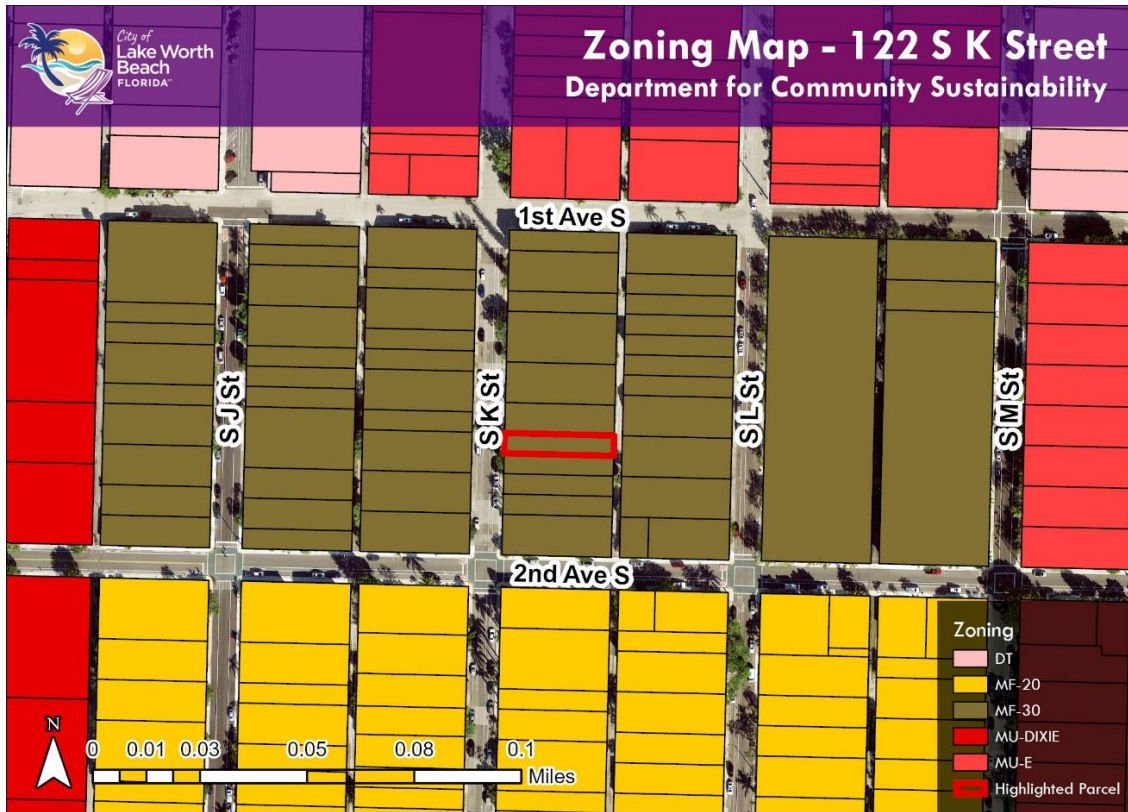 City of
Lake Worth
Beach
FLORIDA™
Zoning Map - 122 S K Street
Department for Community Sustainability
1st Ave S
S J St
S K St
S L St
S M St
2nd Ave S
Zoning
DT
MF-20
MF-30
MU-DIXIE
MU-E
Highlighted Parcel
N
0 0.01 0.03 0.05 0.08 0.1
Miles